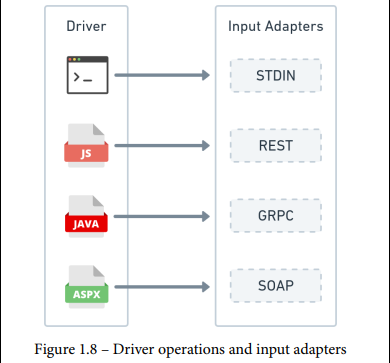 Driver
Input Adapters
>_
STDIN
JS
REST
JAVA
GRPC
ASPX
SOAP
Figure 1.8 – Driver operations and input adapters